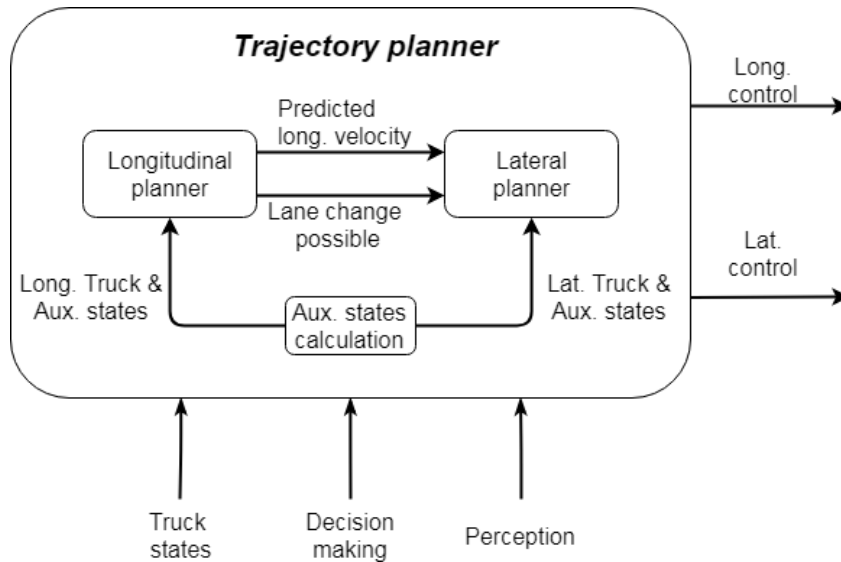 Trajectory planner
Long.
control
Predicted
long. velocity
Longitudinal
planner
Lateral
planner
Lane change
possible
Lat.
control
Long. Truck &
Aux. states
Aux. states
calculation
Lat. Truck &
Aux. states
Truck
states
Decision
making
Perception